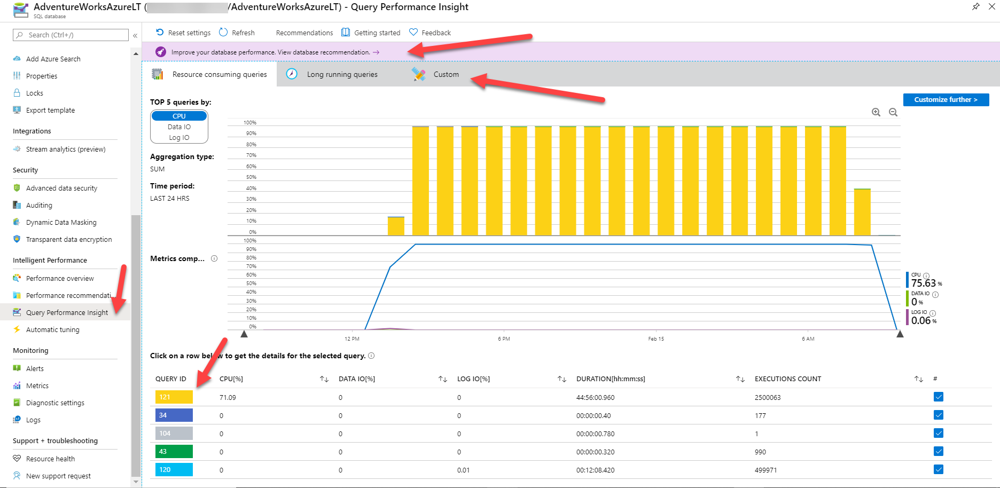 AdventureWorksAzureLT ( /AdventureWorksAzureLT) - Query Performance Insight
SQL database
Search (Ctrl+/)
«
Add Azure Search
Properties
Locks
Export template
Integrations
Stream analytics (preview)
Security
Advanced data security
Auditing
Dynamic Data Masking
Transparent data encryption
Intelligent Performance
Performance overview
Performance recommendati...
Query Performance Insight
Automatic tuning
Monitoring
Alerts
Metrics
Diagnostic settings
Logs
Support + troubleshooting
Resource health
New support request
Reset settings Refresh Recommendations Getting started Feedback
Improve your database performance. View database recommendation. →
Resource consuming queries Long running queries Custom
Customize further >
TOP 5 queries by:
CPU
Data IO
Log IO
Aggregation type:
SUM
Time period:
LAST 24 HRS
100%
90%
80%
70%
60%
50%
40%
30%
20%
10%
0%
Metrics comp...
100%
90%
80%
70%
60%
50%
40%
30%
20%
10%
0%
12 PM 6 PM Feb 15 6 AM
CPU
75.63 %
DATA IO
0 %
LOG IO
0.06 %
Click on a row below to get the details for the selected query.
QUERY ID CPU[%] DATA IO[%] LOG IO[%] DURATION[hh:mm:ss] EXECUTIONS COUNT #
121 71.09 0 0 44:56:00.960 2500063
34 0 0 0 00:00:00.40 177
104 0 0 0 00:00:00.780 1
43 0 0 0 00:00:00.320 990
120 0 0 0.01 00:12:08.420 499971